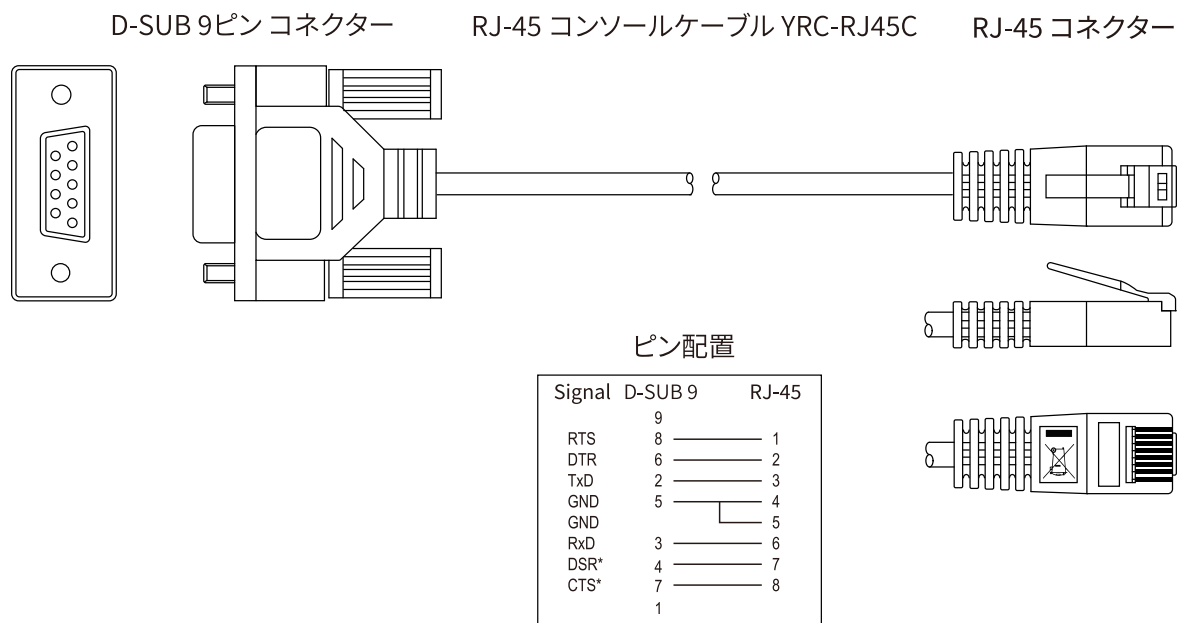 D-SUB 9ピン コネクター
RJ-45 コンソールケーブル YRC-RJ45C
RJ-45 コネクター
ピン配置
Signal D-SUB 9 RJ-45
9
RTS 8 1
DTR 6 2
TxD 2 3
GND 5 4
GND 5
RxD 3 6
DSR* 4 7
CTS* 7 8
1